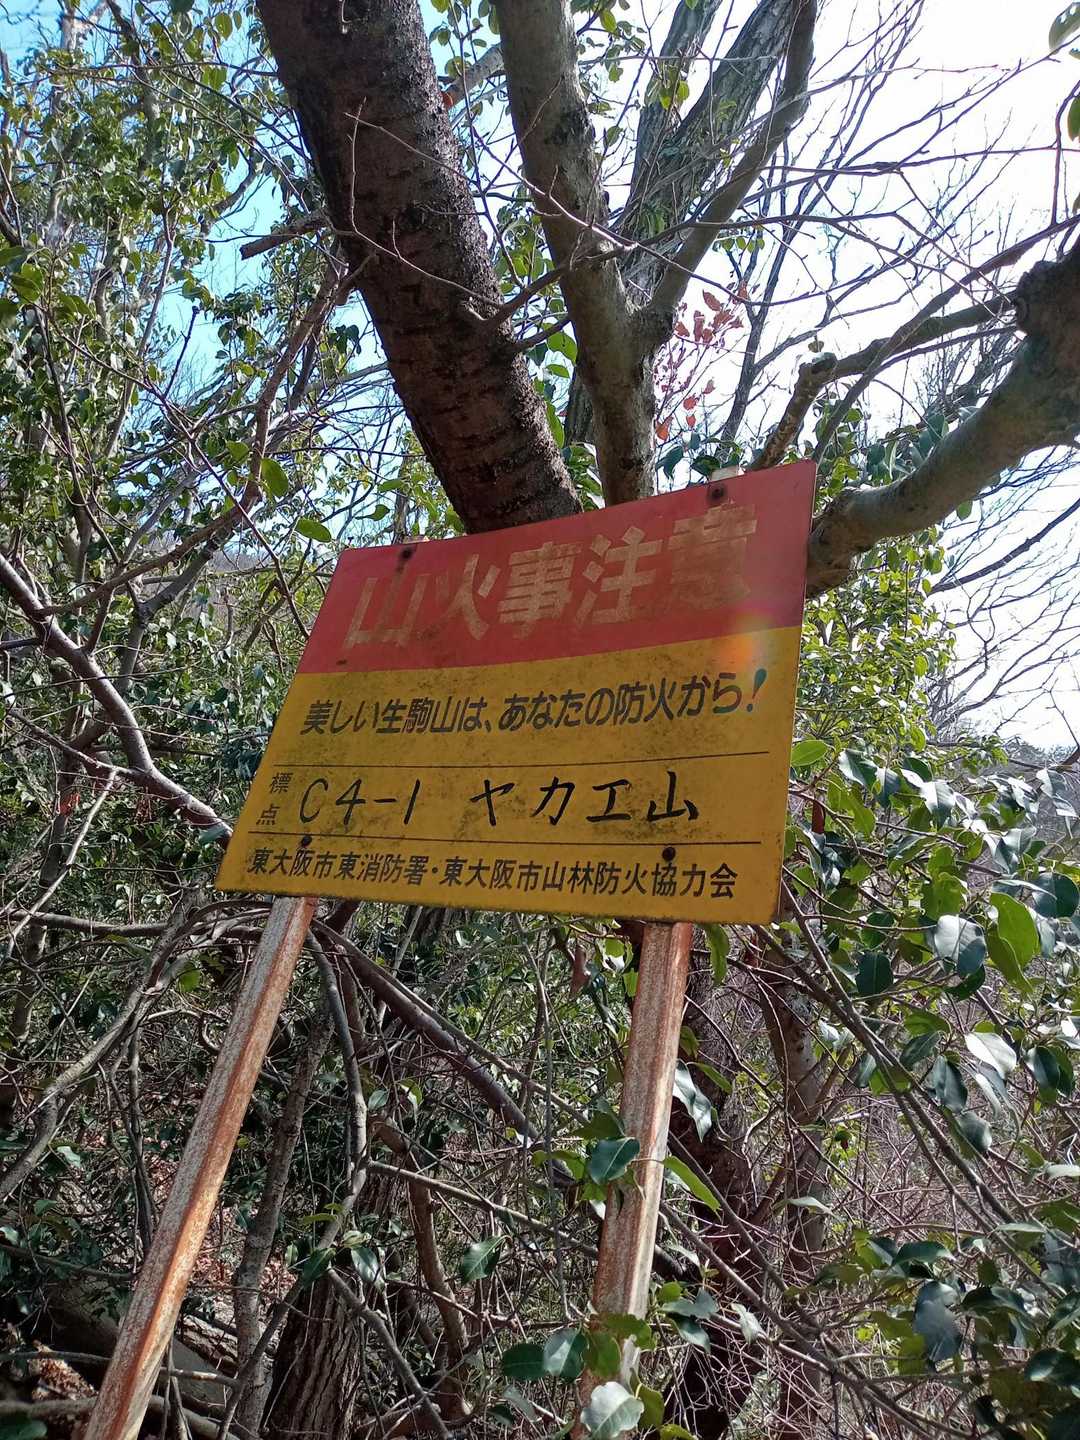 山火事注意
美しい生駒山は、あなたの防火から!
標点 C4-1 ヤカエ山
東大阪市東消防署・東大阪市山林防火協力会